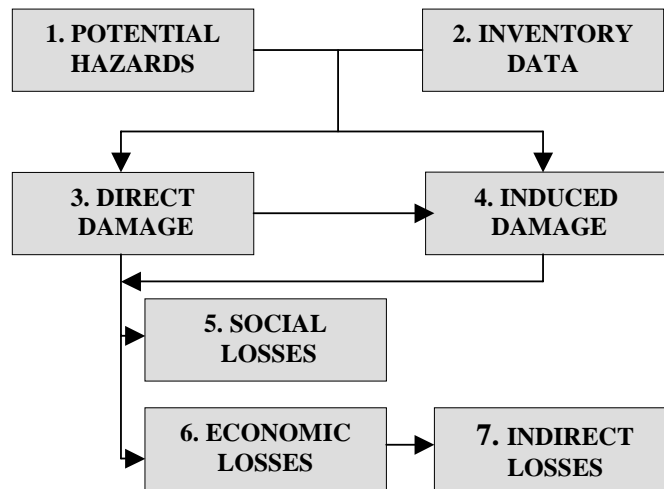 1. POTENTIAL
HAZARDS
2. INVENTORY
DATA
3. DIRECT
DAMAGE
4. INDUCED
DAMAGE
5. SOCIAL
LOSSES
6. ECONOMIC
LOSSES
7. INDIRECT
LOSSES